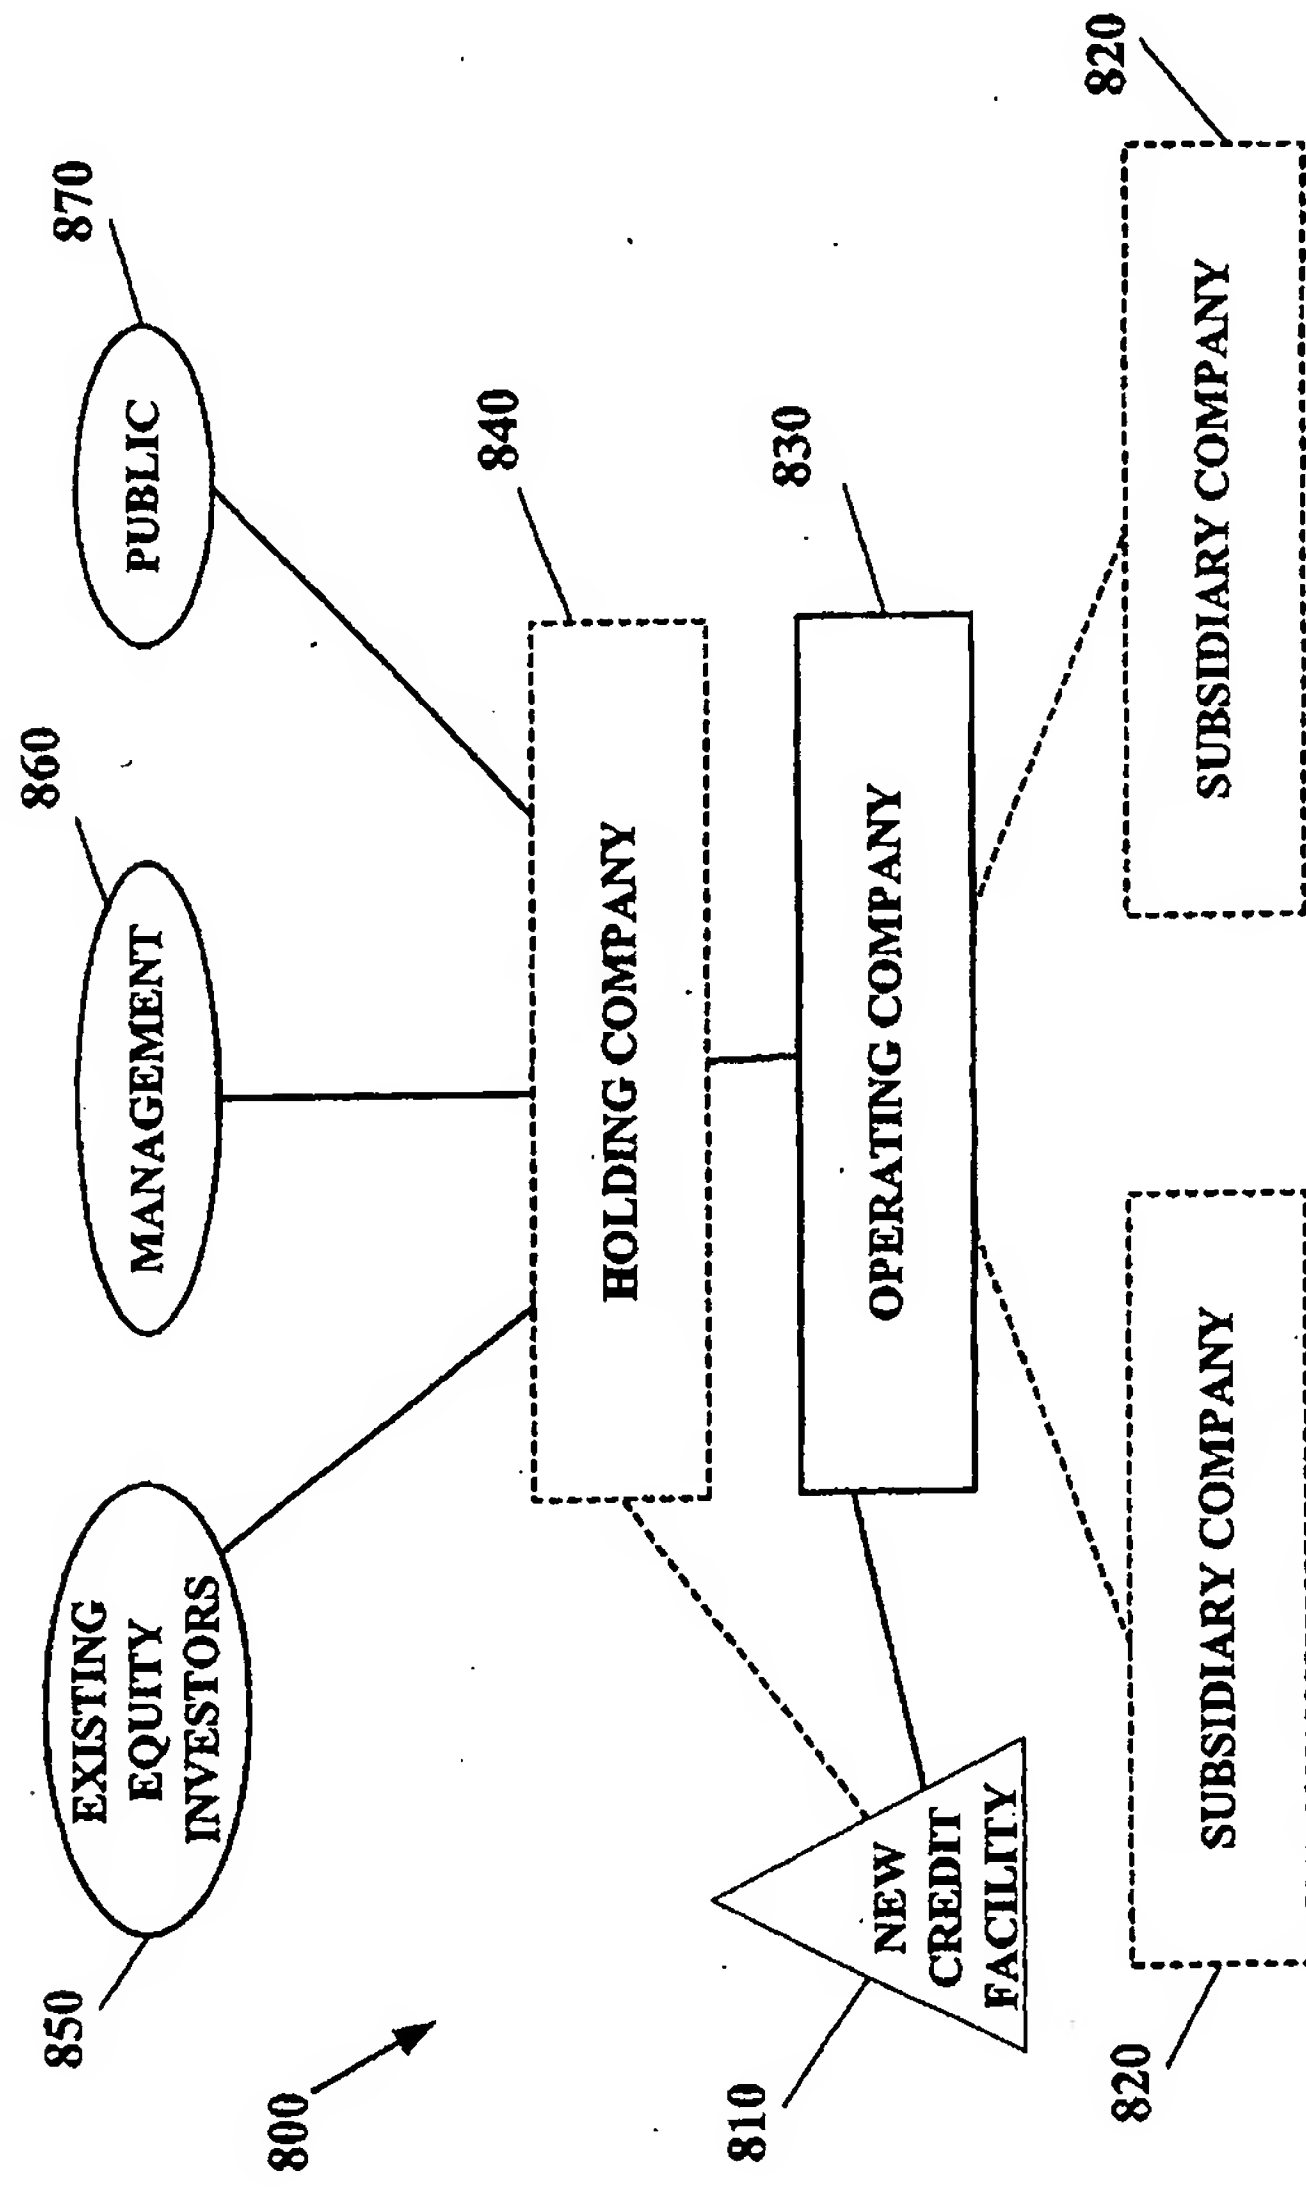 850
EXISTING
EQUITY
INVESTORS
860
MANAGEMENT
870
PUBLIC
800
840
HOLDING COMPANY
830
OPERATING COMPANY
810
NEW
CREDIT
FACILITY
820
SUBSIDIARY COMPANY
820
SUBSIDIARY COMPANY